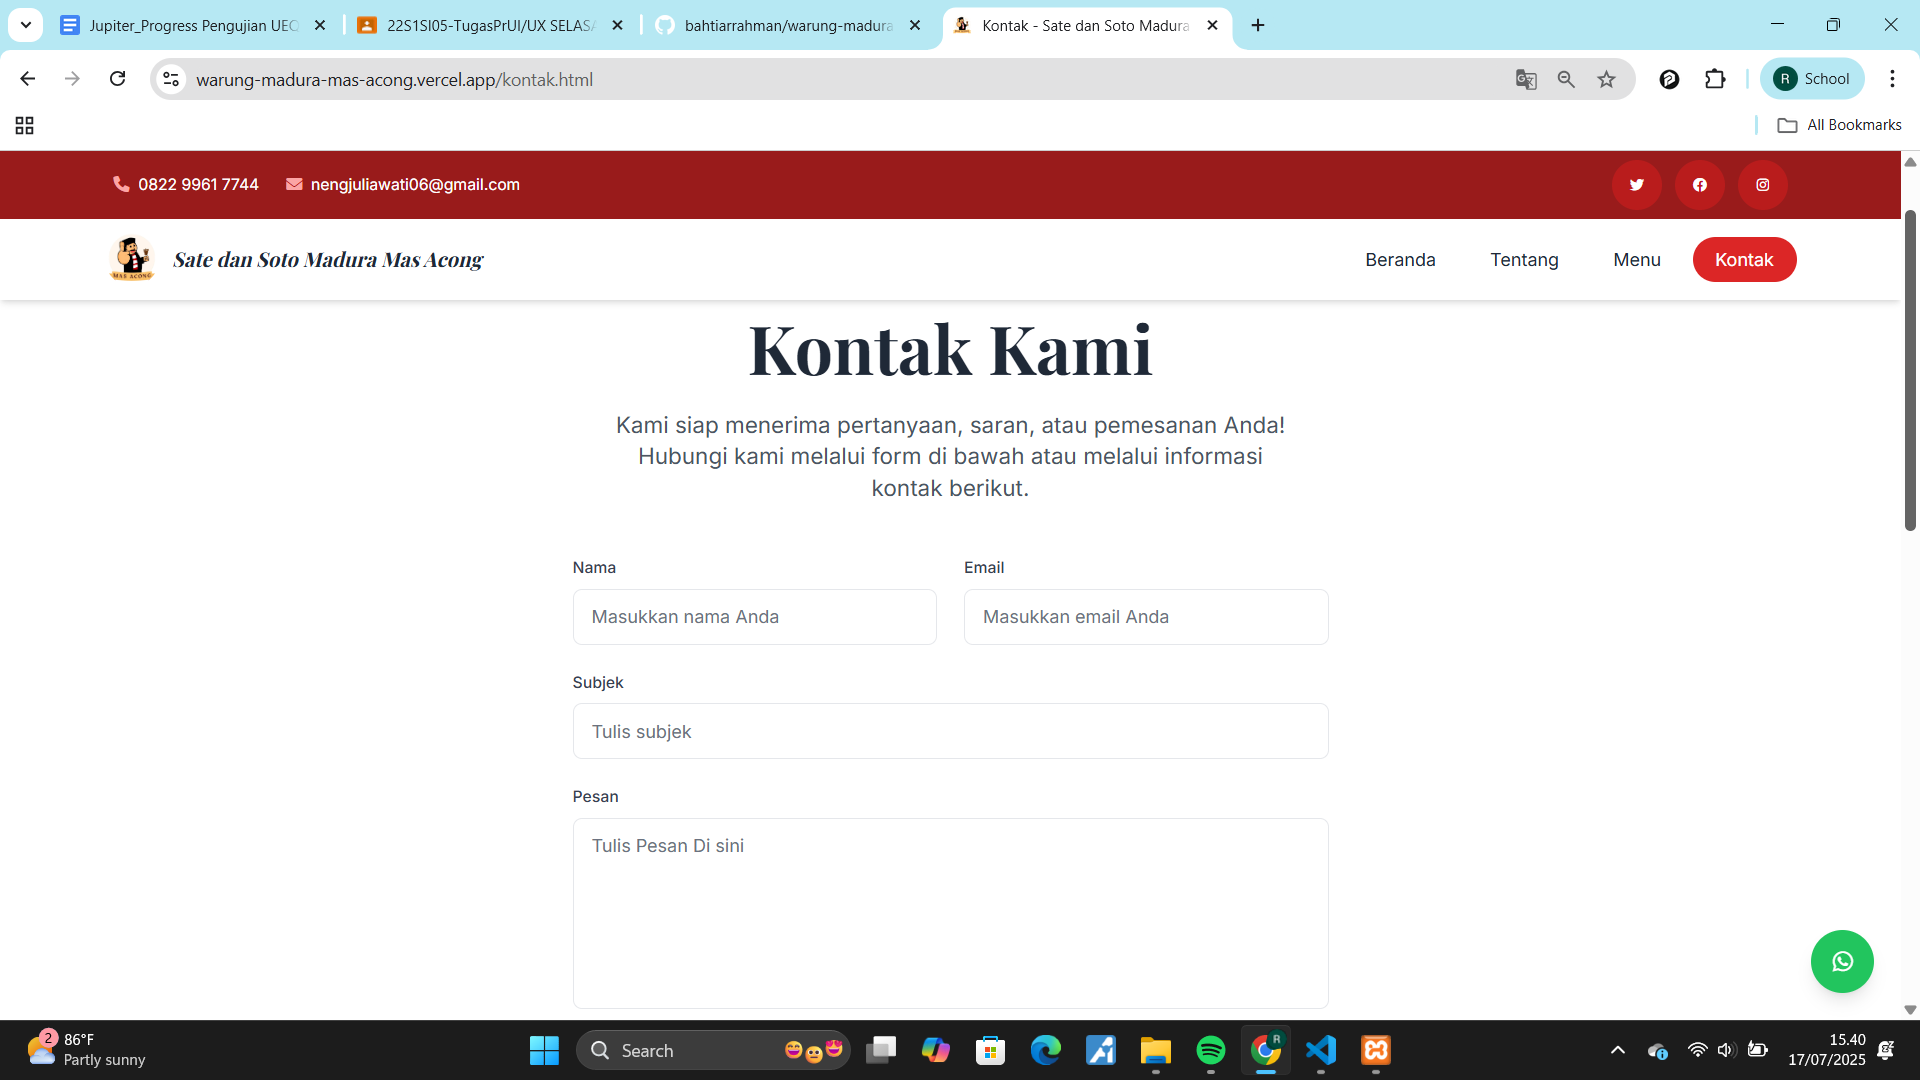 Jupiter_Progress Pengujian UEQ
22S1SI05-TugasPrUI/UX SELASA
bahtiarrahman/warung-madura
Kontak - Sate dan Soto Madura
warung-madura-mas-acong.vercel.app/kontak.html
R School
All Bookmarks
0822 9961 7744
nengjuliawati06@gmail.com
MAS ACONG
Sate dan Soto Madura Mas Acong
Beranda
Tentang
Menu
Kontak
Kontak Kami
Kami siap menerima pertanyaan, saran, atau pemesanan Anda!
Hubungi kami melalui form di bawah atau melalui informasi
kontak berikut.
Nama
Email
Masukkan nama Anda
Masukkan email Anda
Subjek
Tulis subjek
Pesan
Tulis Pesan Di sini
2
86°F
Partly sunny
Search
R
15.40
17/07/2025